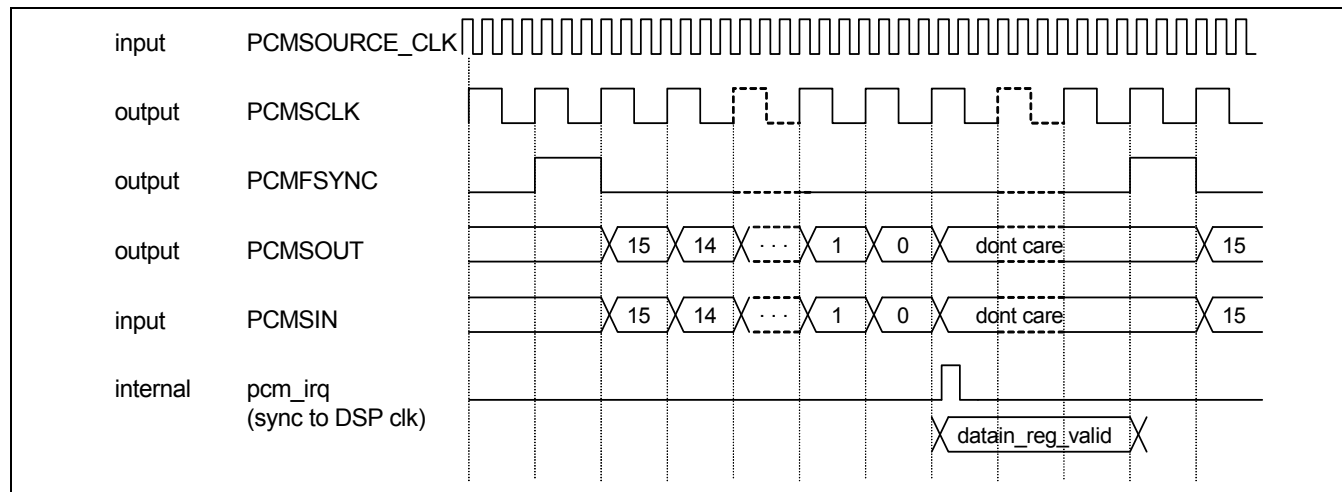 input PCMSOURCE_CLK
output PCMSCLK
output PCMFSYNC
output PCMSOUT 15 14 · · · 1 0 dont care 15
input PCMSIN 15 14 · · · 1 0 dont care 15
internal pcm_irq
(sync to DSP clk)
datain_reg_valid